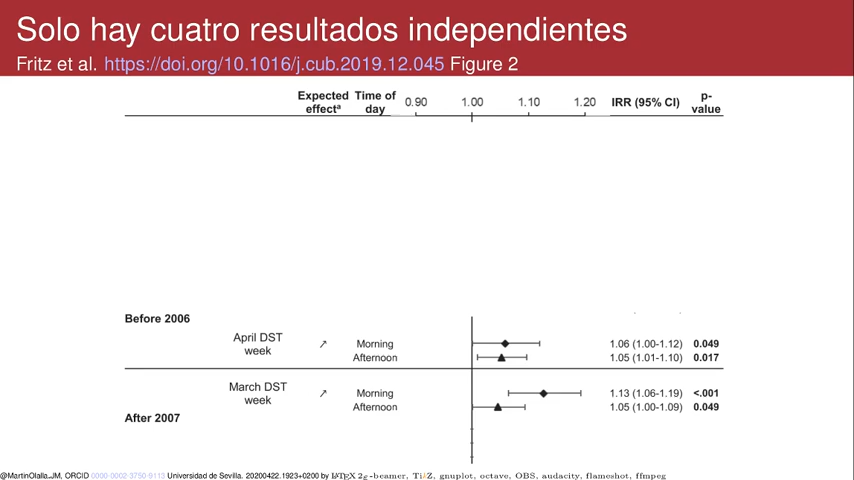 Solo hay cuatro resultados independientes
Fritz et al. https://doi.org/10.1016/j.cub.2019.12.045 Figure 2
Expected effectᵃ Time of day 0.90 1.00 1.10 1.20 IRR (95% CI) p-value
Before 2006
April DST week ↗ Morning 1.06 (1.00-1.12) 0.049
Afternoon 1.05 (1.01-1.10) 0.017
March DST week ↗ Morning 1.13 (1.06-1.19) <.001
Afternoon 1.05 (1.00-1.09) 0.049
After 2007
@MartinOlalla_JM, ORCID 0000-0002-3750-9113 Universidad de Sevilla. 20200422.1923+0200 by LATEX 2ε-beamer, TikZ, gnuplot, octave, OBS, audacity, flameshot, ffmpeg